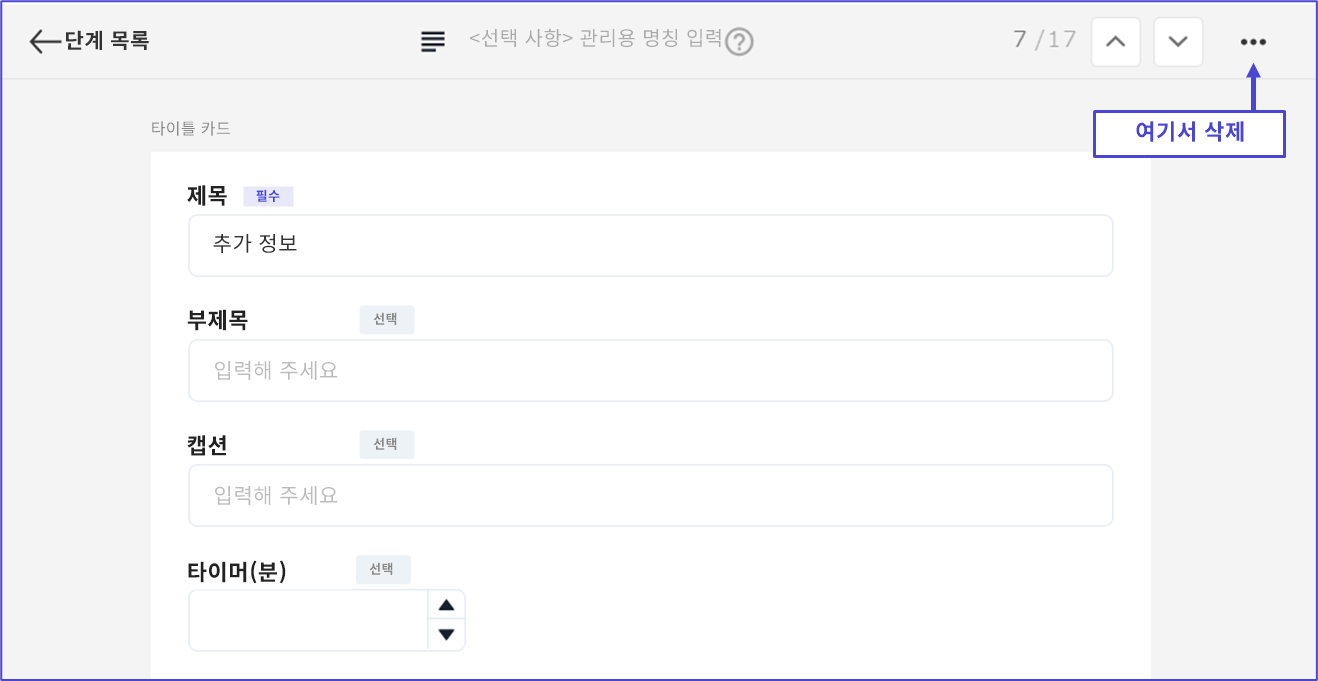 단계 목록
<선택 사항> 관리용 명칭 입력
7 /17
여기서 삭제
타이틀 카드
제목 필수
추가 정보
부제목 선택
입력해 주세요
캡션 선택
입력해 주세요
타이머(분) 선택